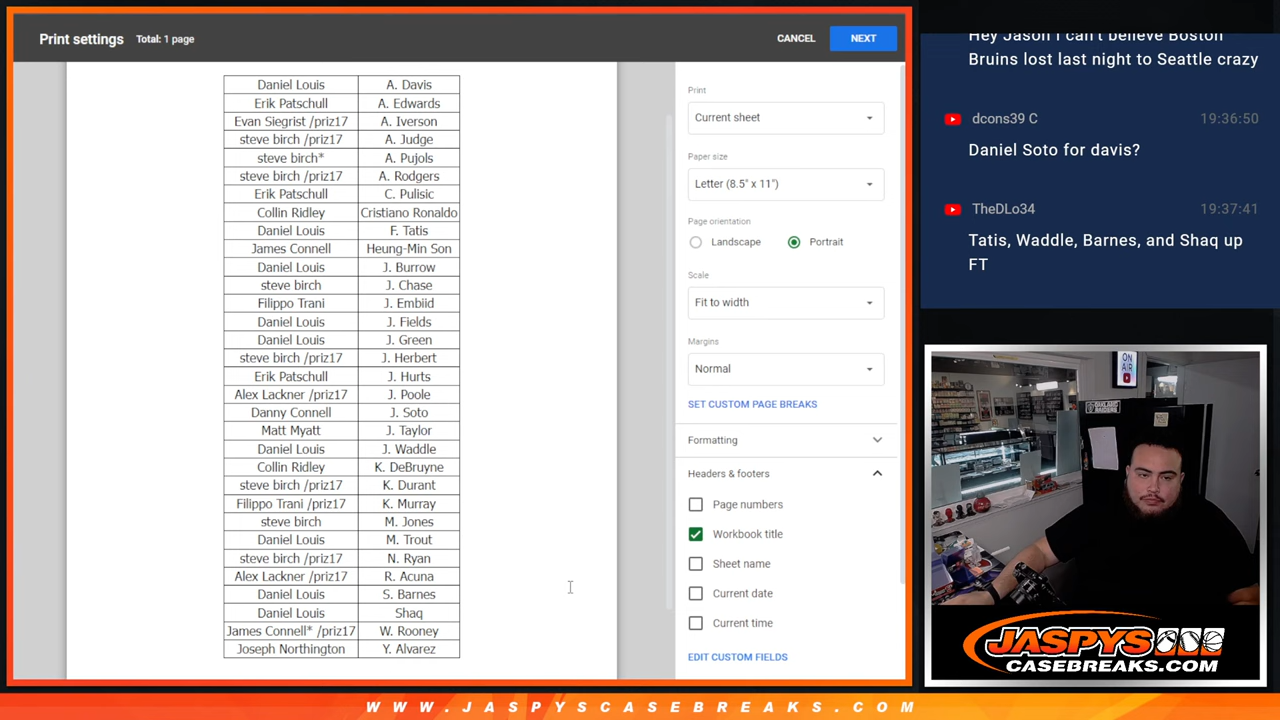 Print settings Total: 1 page CANCEL NEXT
Daniel Louis A. Davis
Erik Patschull A. Edwards
Evan Siegrist /priz17 A. Iverson
steve birch /priz17 A. Judge
steve birch* A. Pujols
steve birch /priz17 A. Rodgers
Erik Patschull C. Pulisic
Collin Ridley Cristiano Ronaldo
Daniel Louis F. Tatis
James Connell Heung-Min Son
Daniel Louis J. Burrow
steve birch J. Chase
Filippo Trani J. Embiid
Daniel Louis J. Fields
Daniel Louis J. Green
steve birch /priz17 J. Herbert
Erik Patschull J. Hurts
Alex Lackner /priz17 J. Poole
Danny Connell J. Soto
Matt Myatt J. Taylor
Daniel Louis J. Waddle
Collin Ridley K. DeBruyne
steve birch /priz17 K. Durant
Filippo Trani /priz17 K. Murray
steve birch M. Jones
Daniel Louis M. Trout
steve birch /priz17 N. Ryan
Alex Lackner /priz17 R. Acuna
Daniel Louis S. Barnes
Daniel Louis Shaq
James Connell* /priz17 W. Rooney
Joseph Northington Y. Alvarez
Print
Current sheet
Paper size
Letter (8.5" x 11")
Page orientation
Landscape Portrait
Scale
Fit to width
Margins
Normal
SET CUSTOM PAGE BREAKS
Formatting
Headers & footers
Page numbers
Workbook title
Sheet name
Current date
Current time
EDIT CUSTOM FIELDS
Hey Jason I can't believe Boston
Bruins lost last night to Seattle crazy
dcons39 C 19:36:50
Daniel Soto for davis?
TheDLo34 19:37:41
Tatis, Waddle, Barnes, and Shaq up
FT
ON
AIR
OAKLAND
RAIDERS
JASPYS
CASEBREAKS.COM
WWW.JASPYSCASEBREAKS.COM